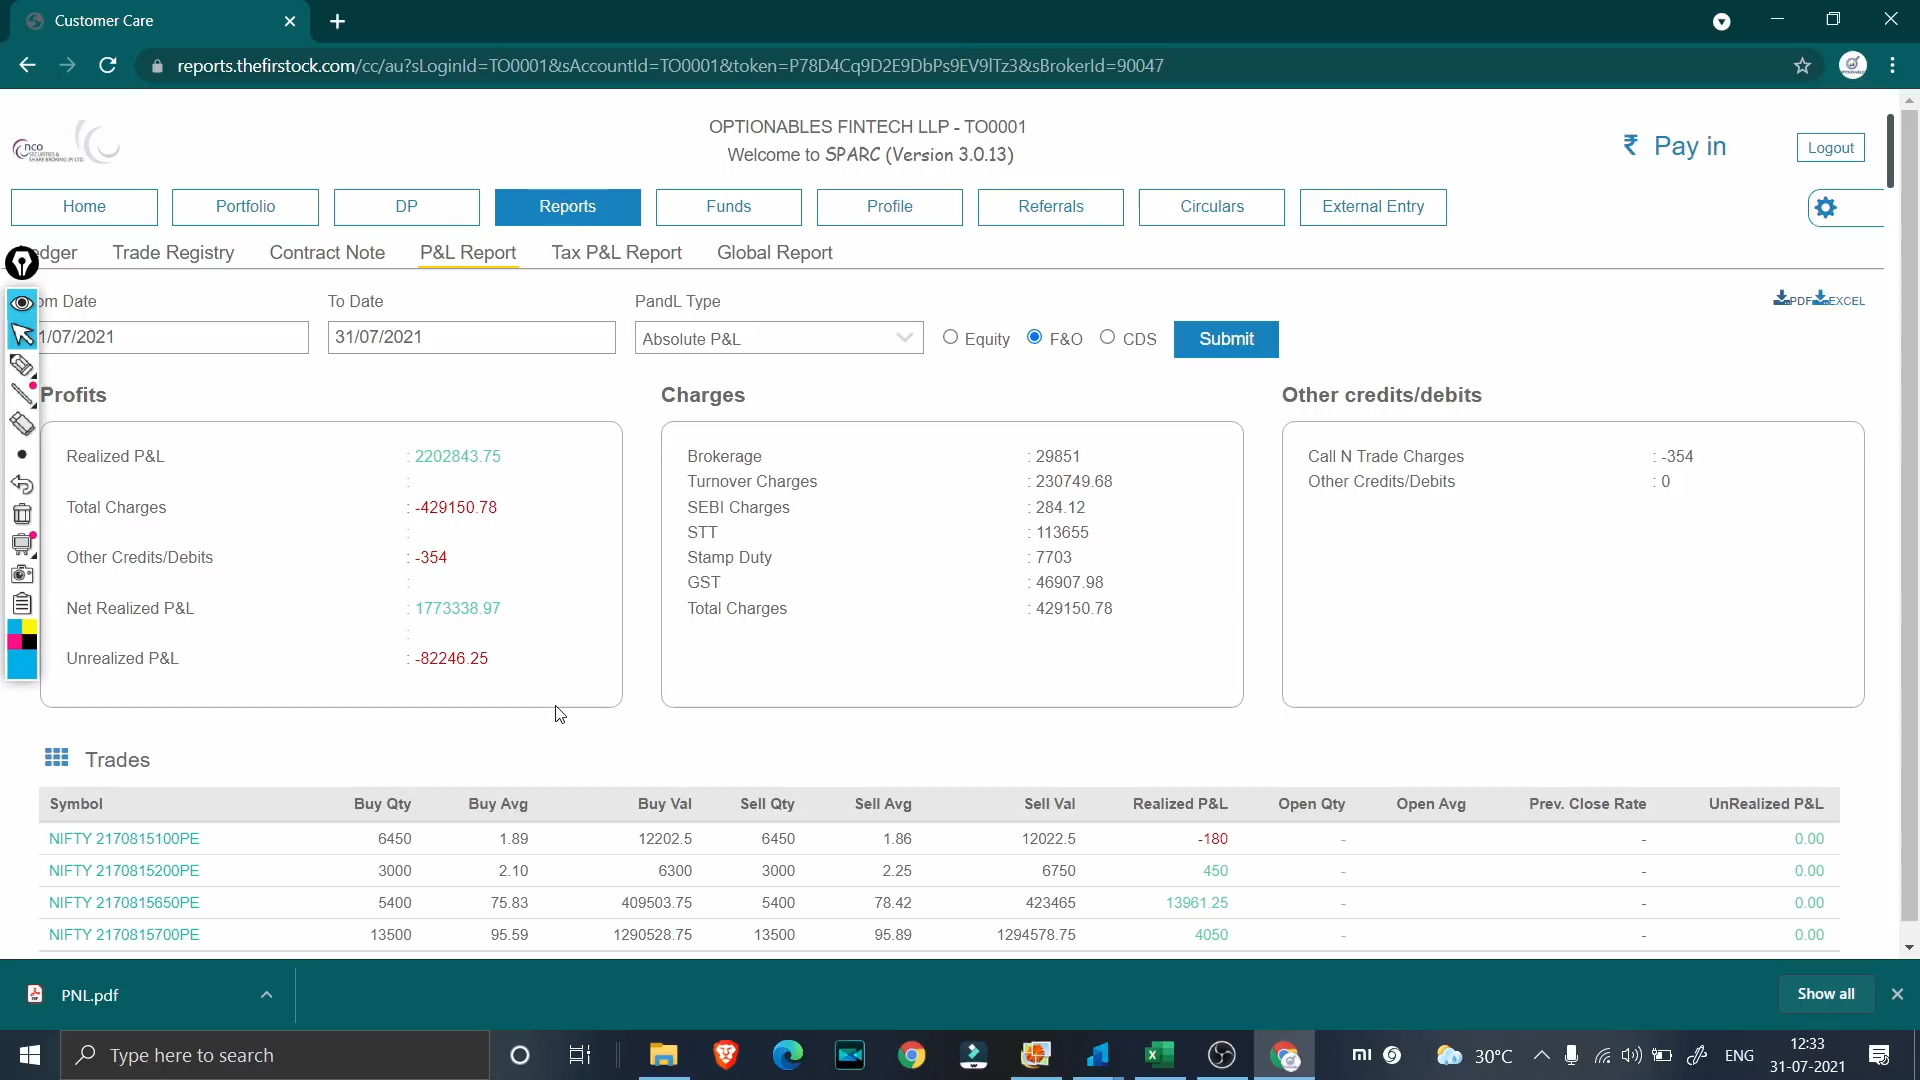 Customer Care
reports.thefirstock.com/cc/au?sLoginId=TO0001&sAccountId=TO0001&token=P78D4Cq9D2E9DbPs9EV9lTz3&sBrokerId=90047
OPTIONABLES FINTECH LLP - TO0001
Welcome to SPARC (Version 3.0.13)
₹ Pay in
Logout
nco
SECURITIES &
SHARE BROKING (P) LTD.
Home Portfolio DP Reports Funds Profile Referrals Circulars External Entry
edger Trade Registry Contract Note P&L Report Tax P&L Report Global Report
om Date To Date PandL Type PDF EXCEL
1/07/2021 31/07/2021 Absolute P&L Equity F&O CDS Submit
Profits
Realized P&L : 2202843.75
:
Total Charges : -429150.78
:
Other Credits/Debits : -354
:
Net Realized P&L : 1773338.97
:
Unrealized P&L : -82246.25
Charges
Brokerage : 29851
Turnover Charges : 230749.68
SEBI Charges : 284.12
STT : 113655
Stamp Duty : 7703
GST : 46907.98
Total Charges : 429150.78
Other credits/debits
Call N Trade Charges : -354
Other Credits/Debits : 0
Trades
Symbol Buy Qty Buy Avg Buy Val Sell Qty Sell Avg Sell Val Realized P&L Open Qty Open Avg Prev. Close Rate UnRealized P&L
NIFTY 2170815100PE 6450 1.89 12202.5 6450 1.86 12022.5 -180 - - 0.00
NIFTY 2170815200PE 3000 2.10 6300 3000 2.25 6750 450 - - 0.00
NIFTY 2170815650PE 5400 75.83 409503.75 5400 78.42 423465 13961.25 - - 0.00
NIFTY 2170815700PE 13500 95.59 1290528.75 13500 95.89 1294578.75 4050 - - 0.00
PNL.pdf
Show all
Type here to search
30°C
ENG
12:33
31-07-2021